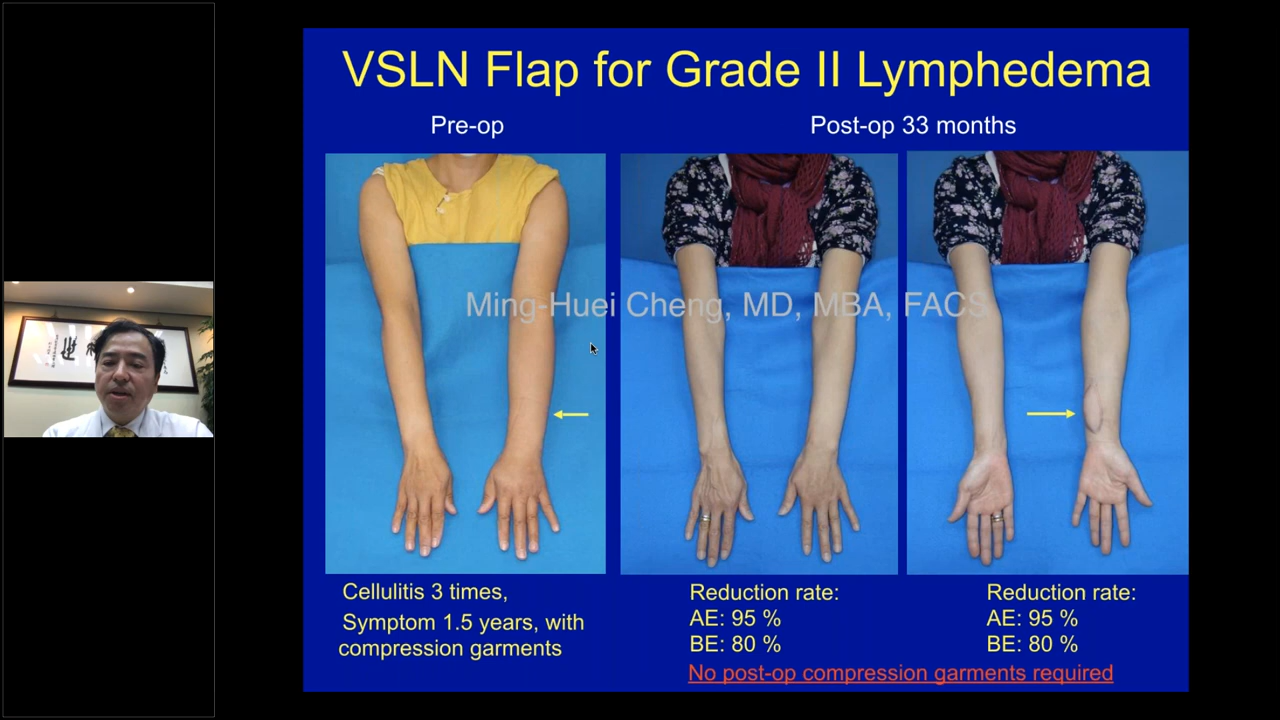 VSLN Flap for Grade II Lymphedema
Pre-op
Post-op 33 months
Ming-Huei Cheng, MD, MBA, FACS
Cellulitis 3 times,
Symptom 1.5 years, with
compression garments
Reduction rate:
AE: 95 %
BE: 80 %
Reduction rate:
AE: 95 %
BE: 80 %
No post-op compression garments required